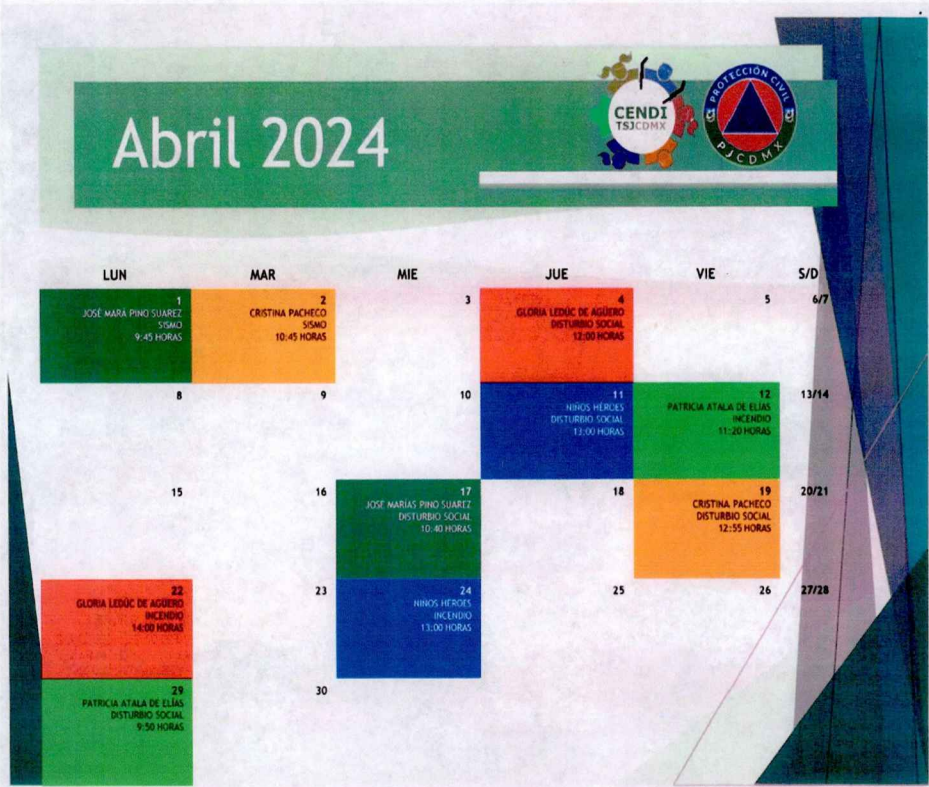 Abril 2024
CENDI
TSJCDMX
PROTECCIÓN CIVIL
PJCDMX
LUN MAR MIE JUE VIE S/D
1
JOSÉ MARÁ PINO SUAREZ
SISMO
9:45 HORAS
2
CRISTINA PACHECO
SISMO
10:45 HORAS
3
4
GLORIA LEDÚC DE AGÜERO
DISTURBIO SOCIAL
12:00 HORAS
5
6/7
8
9
10
11
NIÑOS HÉROES
DISTURBIO SOCIAL
13:00 HORAS
12
PATRICIA ATALA DE ELÍAS
INCENDIO
11:20 HORAS
13/14
15
16
17
JOSE MARÍAS PINO SUAREZ
DISTURBIO SOCIAL
10:40 HORAS
18
19
CRISTINA PACHECO
DISTURBIO SOCIAL
12:55 HORAS
20/21
22
GLORIA LEDÚC DE AGÜERO
INCENDIO
14:00 HORAS
23
24
NIÑOS HÉROES
INCENDIO
13:00 HORAS
25
26
27/28
29
PATRICIA ATALA DE ELÍAS
DISTURBIO SOCIAL
9:50 HORAS
30